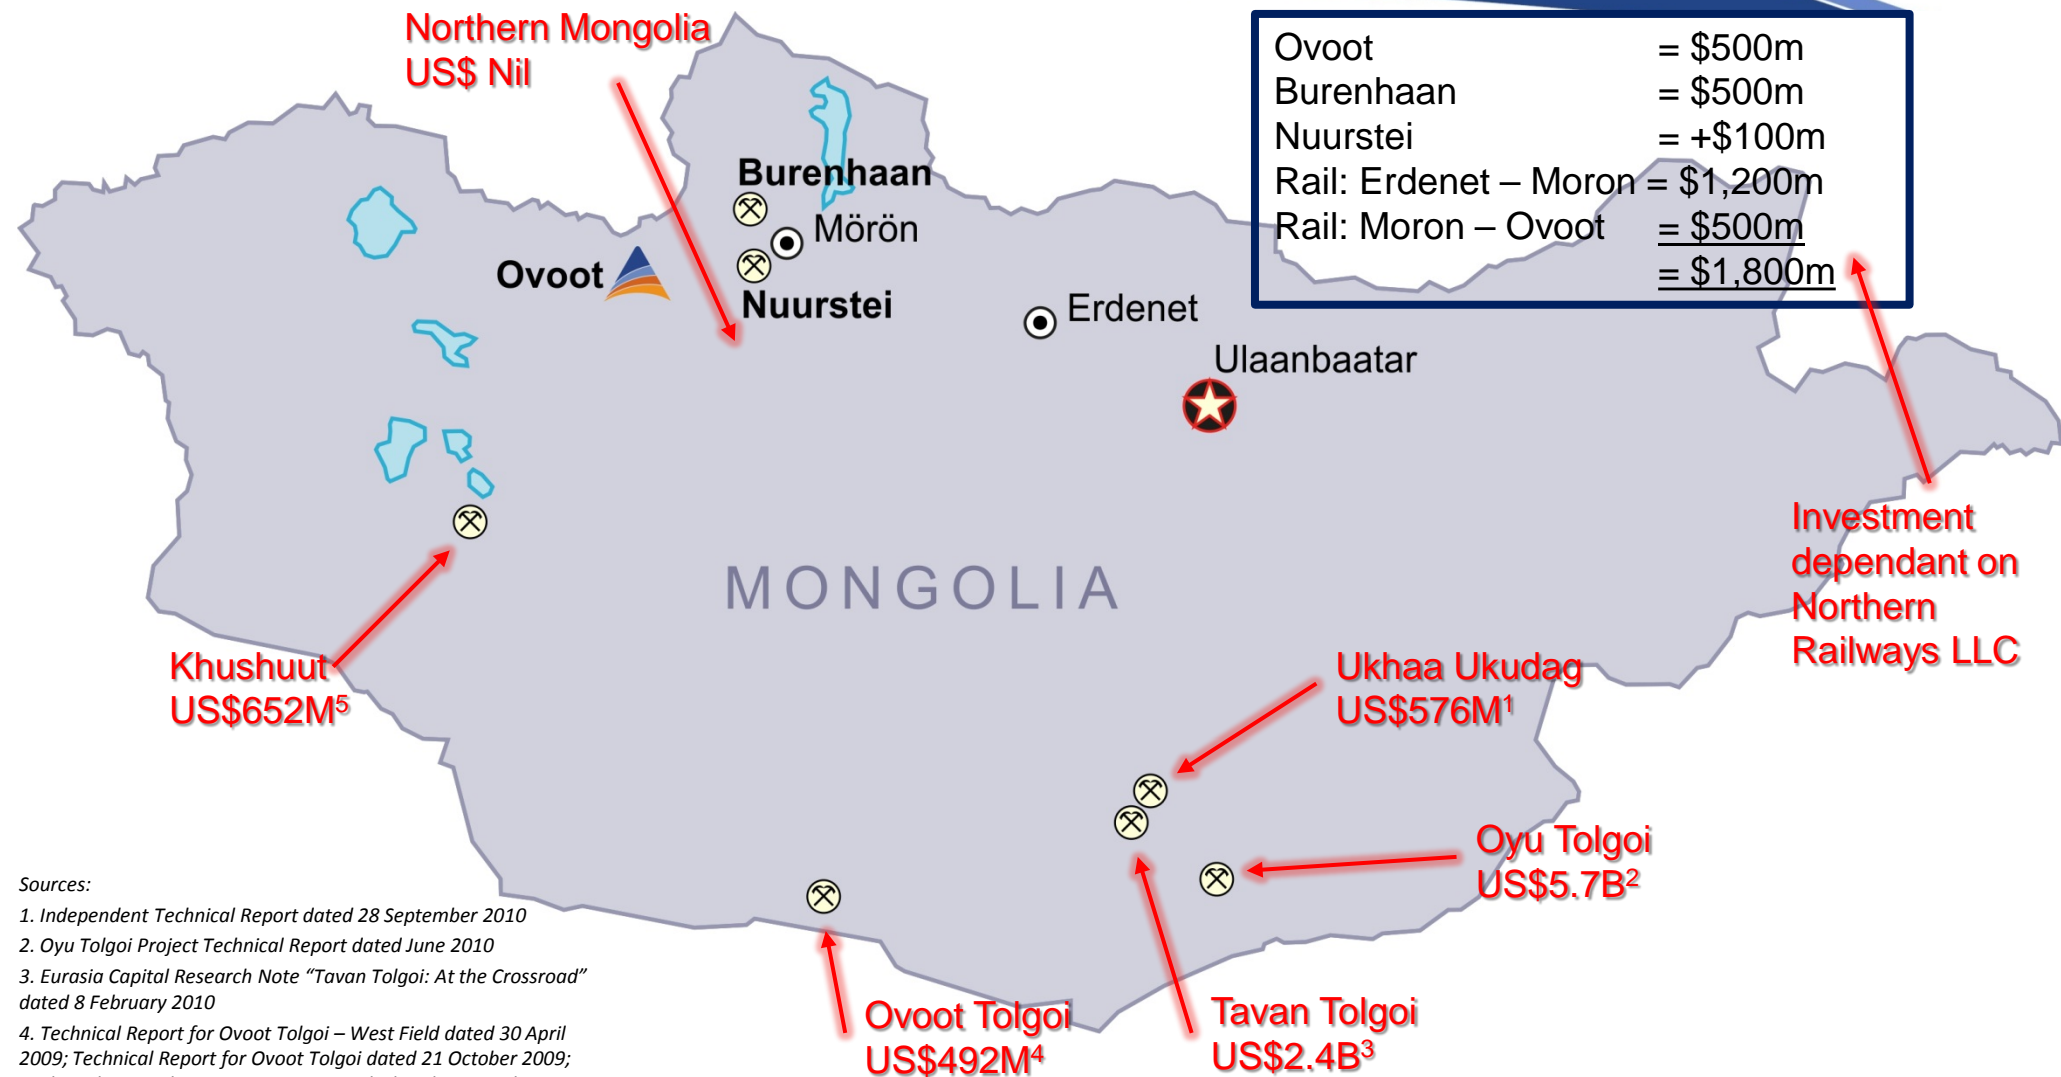 Northern Mongolia
US$ Nil
Ovoot = $500m
Burenhaan = $500m
Nuurstei = +$100m
Rail: Erdenet – Moron = $1,200m
Rail: Moron – Ovoot = $500m
= $1,800m
Burenhaan
Mörön
Ovoot
Nuurstei
Erdenet
Ulaanbaatar
Investment
dependant on
Northern
Railways LLC
MONGOLIA
Khushuut
US$652M⁵
Ukhaa Ukudag
US$576M¹
Oyu Tolgoi
US$5.7B²
Ovoot Tolgoi
US$492M⁴
Tavan Tolgoi
US$2.4B³
Sources:
1. Independent Technical Report dated 28 September 2010
2. Oyu Tolgoi Project Technical Report dated June 2010
3. Eurasia Capital Research Note “Tavan Tolgoi: At the Crossroad”
dated 8 February 2010
4. Technical Report for Ovoot Tolgoi – West Field dated 30 April
2009; Technical Report for Ovoot Tolgoi dated 21 October 2009;